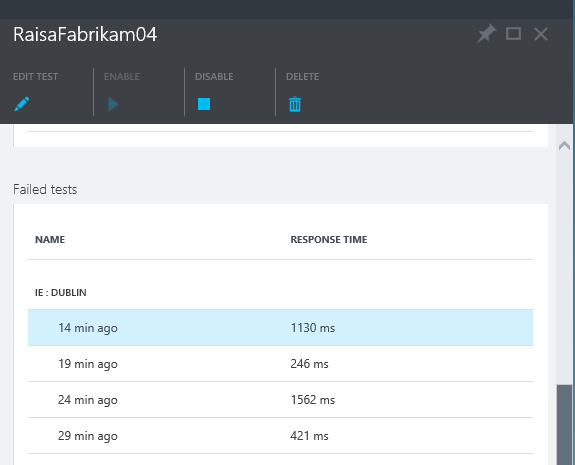 RaisaFabrikam04
EDIT TEST ENABLE DISABLE DELETE
Failed tests
NAME RESPONSE TIME
IE : DUBLIN
14 min ago 1130 ms
19 min ago 246 ms
24 min ago 1562 ms
29 min ago 421 ms